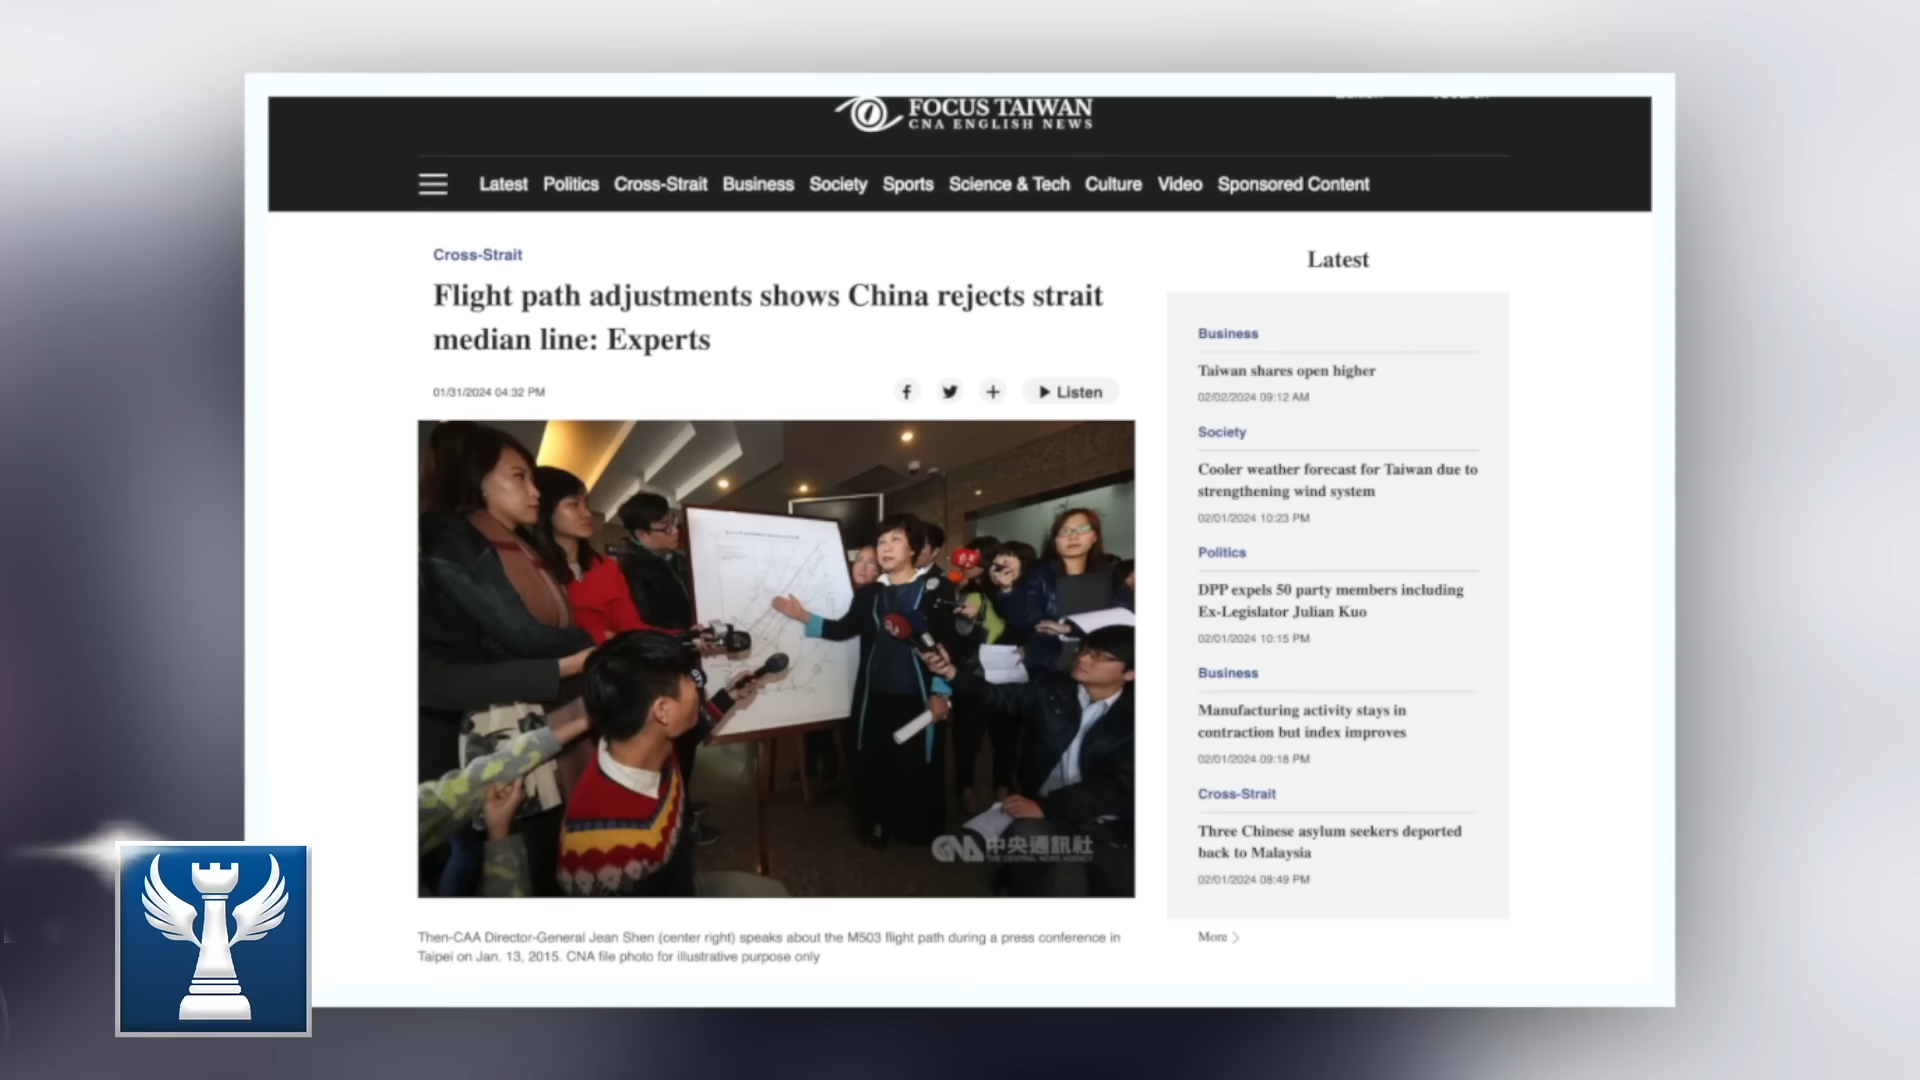 FOCUS TAIWAN
CNA ENGLISH NEWS
Latest Politics Cross-Strait Business Society Sports Science & Tech Culture Video Sponsored Content
Cross-Strait
Flight path adjustments shows China rejects strait
median line: Experts
01/31/2024 04:32 PM
Listen
CNA 中央通訊社
THE CENTRAL NEWS AGENCY
Then-CAA Director-General Jean Shen (center right) speaks about the M503 flight path during a press conference in
Taipei on Jan. 13, 2015. CNA file photo for illustrative purpose only
Latest
Business
Taiwan shares open higher
02/02/2024 09:12 AM
Society
Cooler weather forecast for Taiwan due to
strengthening wind system
02/01/2024 10:23 PM
Politics
DPP expels 50 party members including
Ex-Legislator Julian Kuo
02/01/2024 10:15 PM
Business
Manufacturing activity stays in
contraction but index improves
02/01/2024 09:18 PM
Cross-Strait
Three Chinese asylum seekers deported
back to Malaysia
02/01/2024 08:49 PM
More